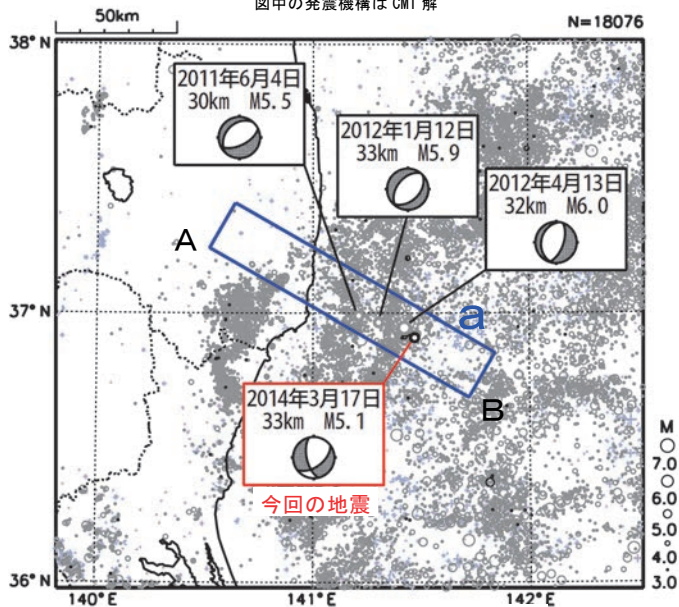 図中の発震機構は CMT 解
50km
N=18076
38°N
2011年6月4日
30km M5.5
2012年1月12日
33km M5.9
2012年4月13日
32km M6.0
A
37°N
a
B
2014年3月17日
33km M5.1
今回の地震
M
7.0
6.0
5.0
4.0
3.0
36°N
140°E
141°E
142°E